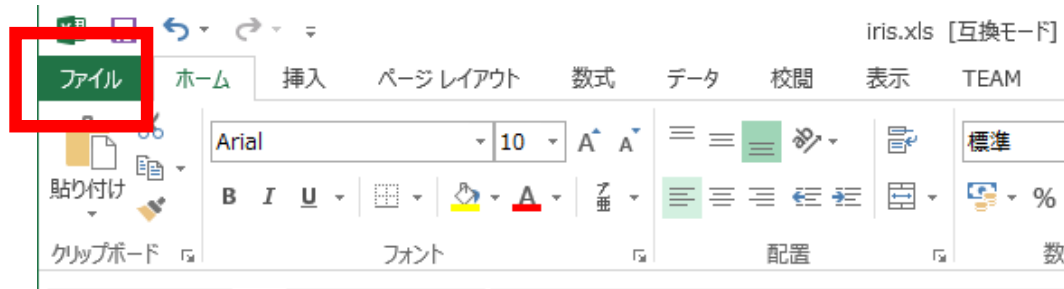 iris.xls [互換モード]
ファイル ホーム 挿入 ページ レイアウト 数式 データ 校閲 表示 TEAM
Arial 10 A A 標準
貼り付け B I U A 亜 %
クリップボード フォント 配置 数